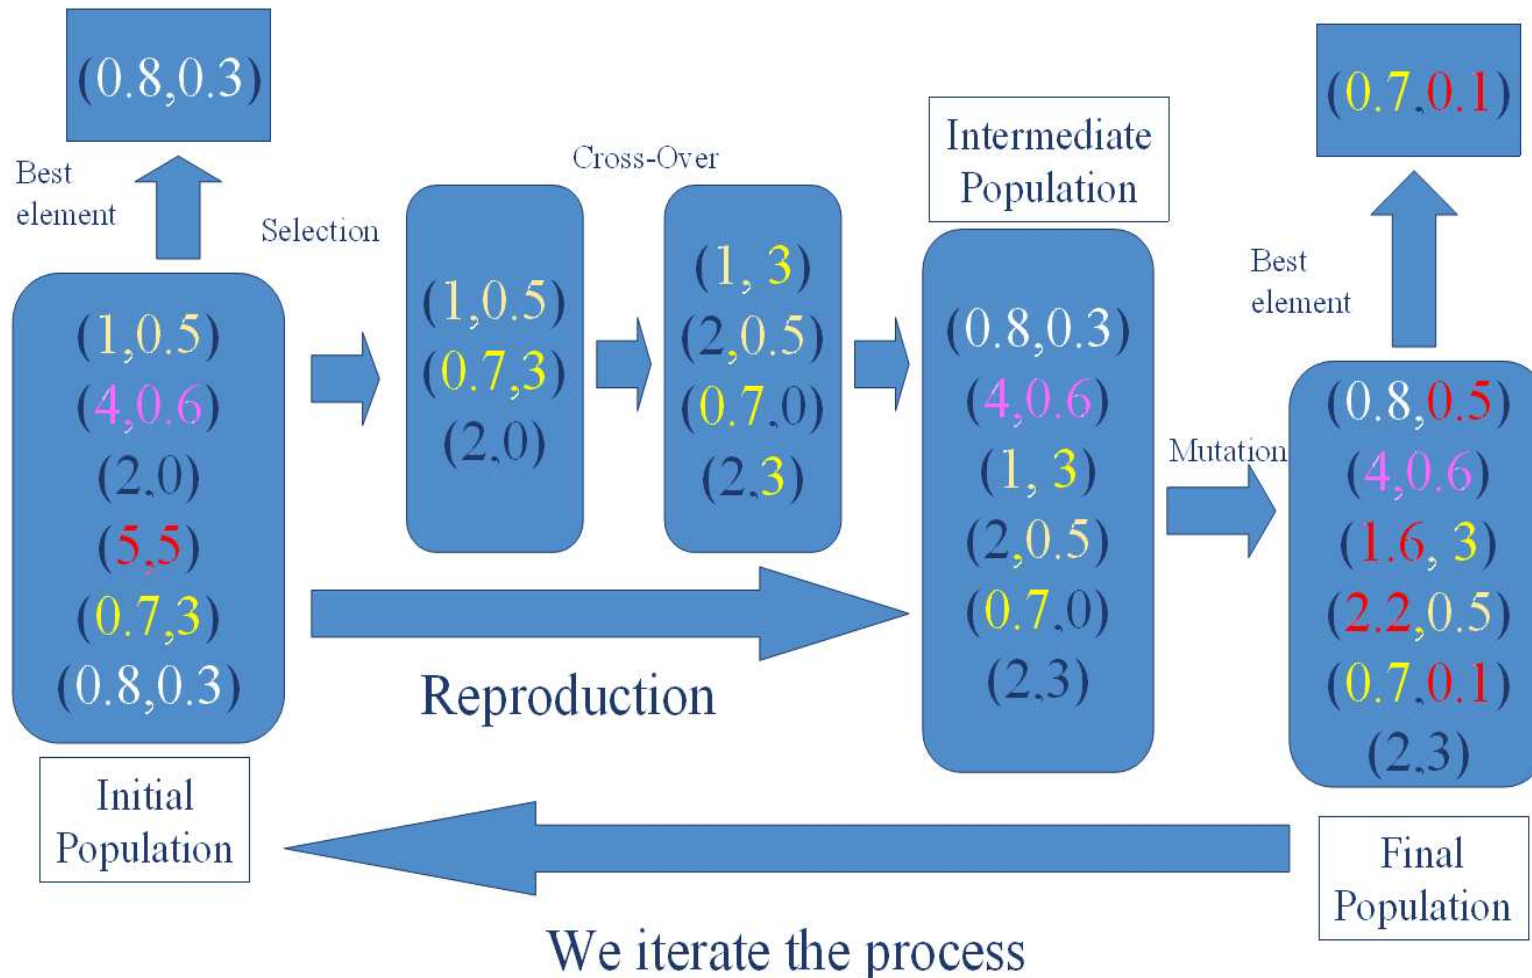 (0.8,0.3)
Best
element
Selection
(1,0.5)
(4,0.6)
(2,0)
(5,5)
(0.7,3)
(0.8,0.3)
Initial
Population
Cross-Over
(1,0.5)
(0.7,3)
(2,0)
(1, 3)
(2,0.5)
(0.7,0)
(2,3)
Reproduction
Intermediate
Population
(0.8,0.3)
(4,0.6)
(1, 3)
(2,0.5)
(0.7,0)
(2,3)
Mutation
(0.7,0.1)
Best
element
(0.8,0.5)
(4,0.6)
(1.6, 3)
(2.2,0.5)
(0.7,0.1)
(2,3)
Final
Population
We iterate the process